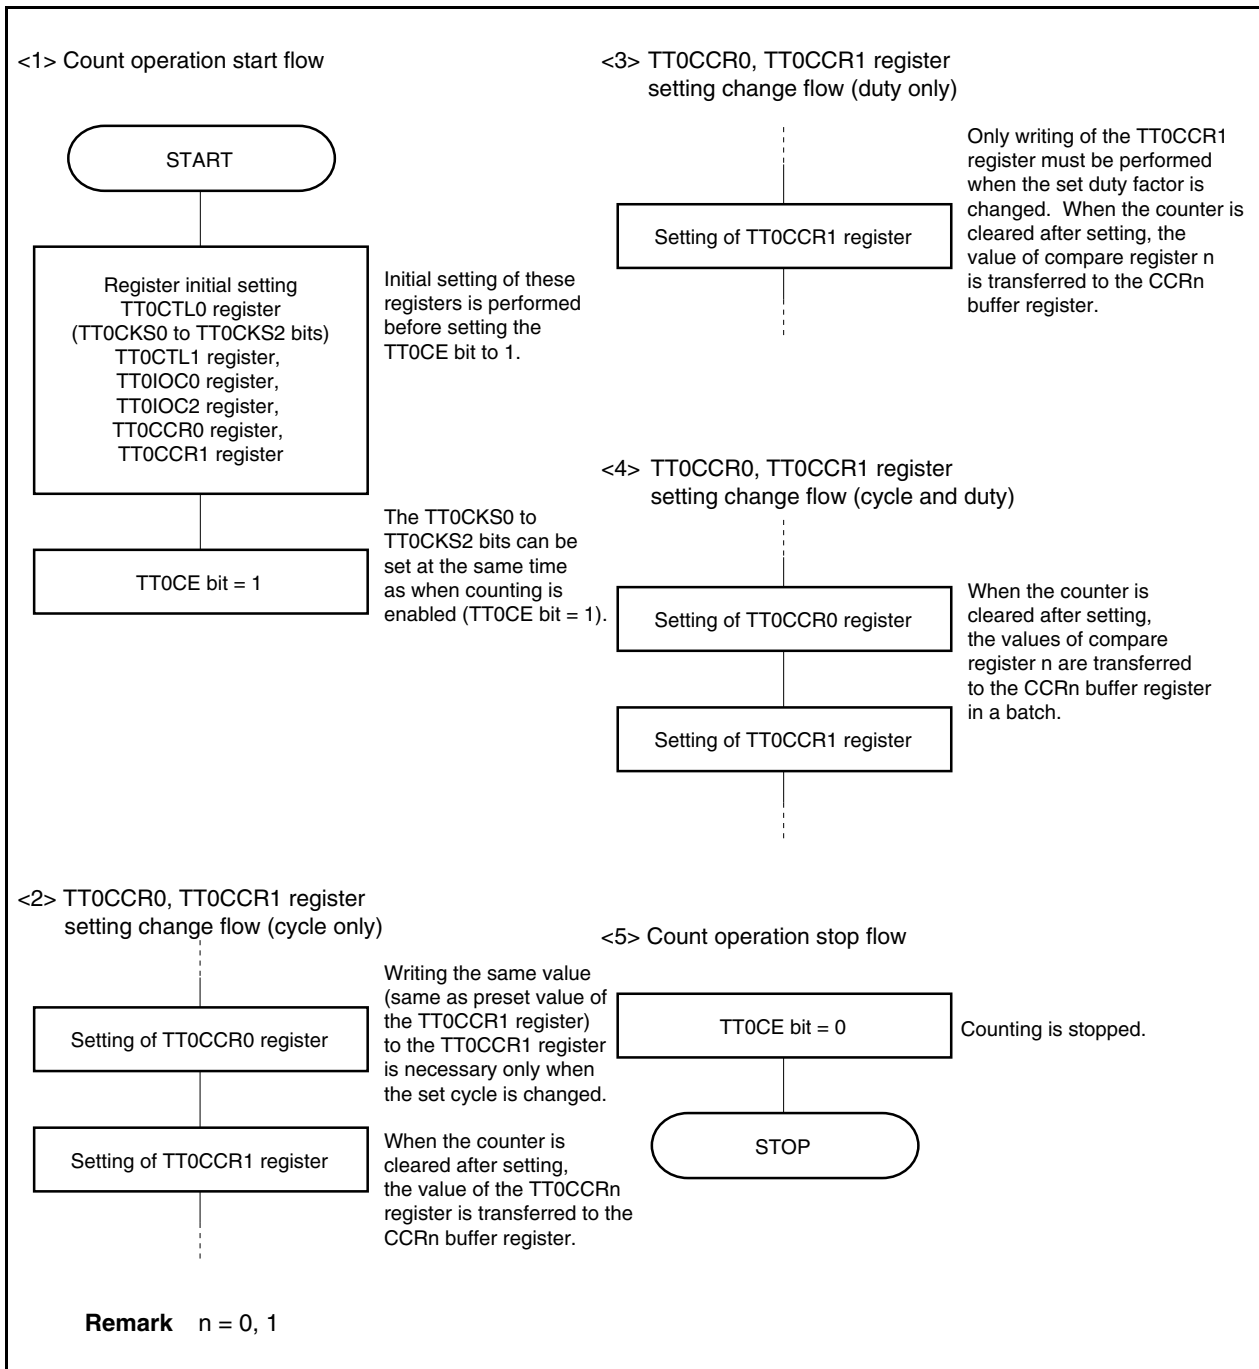 <1> Count operation start flow
START
Register initial setting
TT0CTL0 register
(TT0CKS0 to TT0CKS2 bits)
TT0CTL1 register,
TT0IOC0 register,
TT0IOC2 register,
TT0CCR0 register,
TT0CCR1 register
Initial setting of these
registers is performed
before setting the
TT0CE bit to 1.
TT0CE bit = 1
The TT0CKS0 to
TT0CKS2 bits can be
set at the same time
as when counting is
enabled (TT0CE bit = 1).
<2> TT0CCR0, TT0CCR1 register
setting change flow (cycle only)
Setting of TT0CCR0 register
Writing the same value
(same as preset value of
the TT0CCR1 register)
to the TT0CCR1 register
is necessary only when
the set cycle is changed.
Setting of TT0CCR1 register
When the counter is
cleared after setting,
the value of the TT0CCRn
register is transferred to the
CCRn buffer register.
<3> TT0CCR0, TT0CCR1 register
setting change flow (duty only)
Setting of TT0CCR1 register
Only writing of the TT0CCR1
register must be performed
when the set duty factor is
changed. When the counter is
cleared after setting, the
value of compare register n
is transferred to the CCRn
buffer register.
<4> TT0CCR0, TT0CCR1 register
setting change flow (cycle and duty)
Setting of TT0CCR0 register
When the counter is
cleared after setting,
the values of compare
register n are transferred
to the CCRn buffer register
in a batch.
Setting of TT0CCR1 register
<5> Count operation stop flow
TT0CE bit = 0
Counting is stopped.
STOP
Remark n = 0, 1